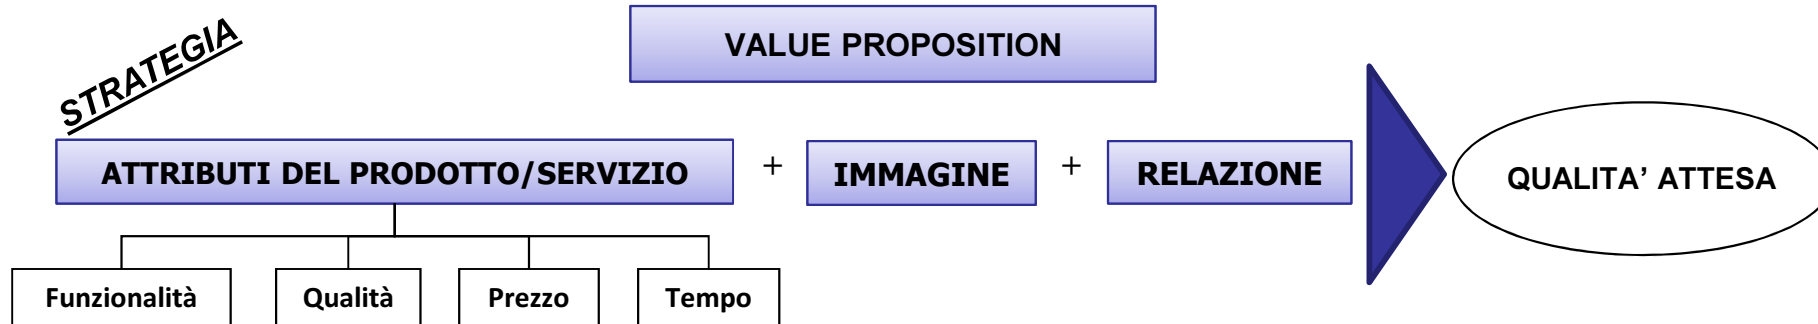 STRATEGIA
VALUE PROPOSITION
ATTRIBUTI DEL PRODOTTO/SERVIZIO + IMMAGINE + RELAZIONE
QUALITA’ ATTESA
Funzionalità
Qualità
Prezzo
Tempo